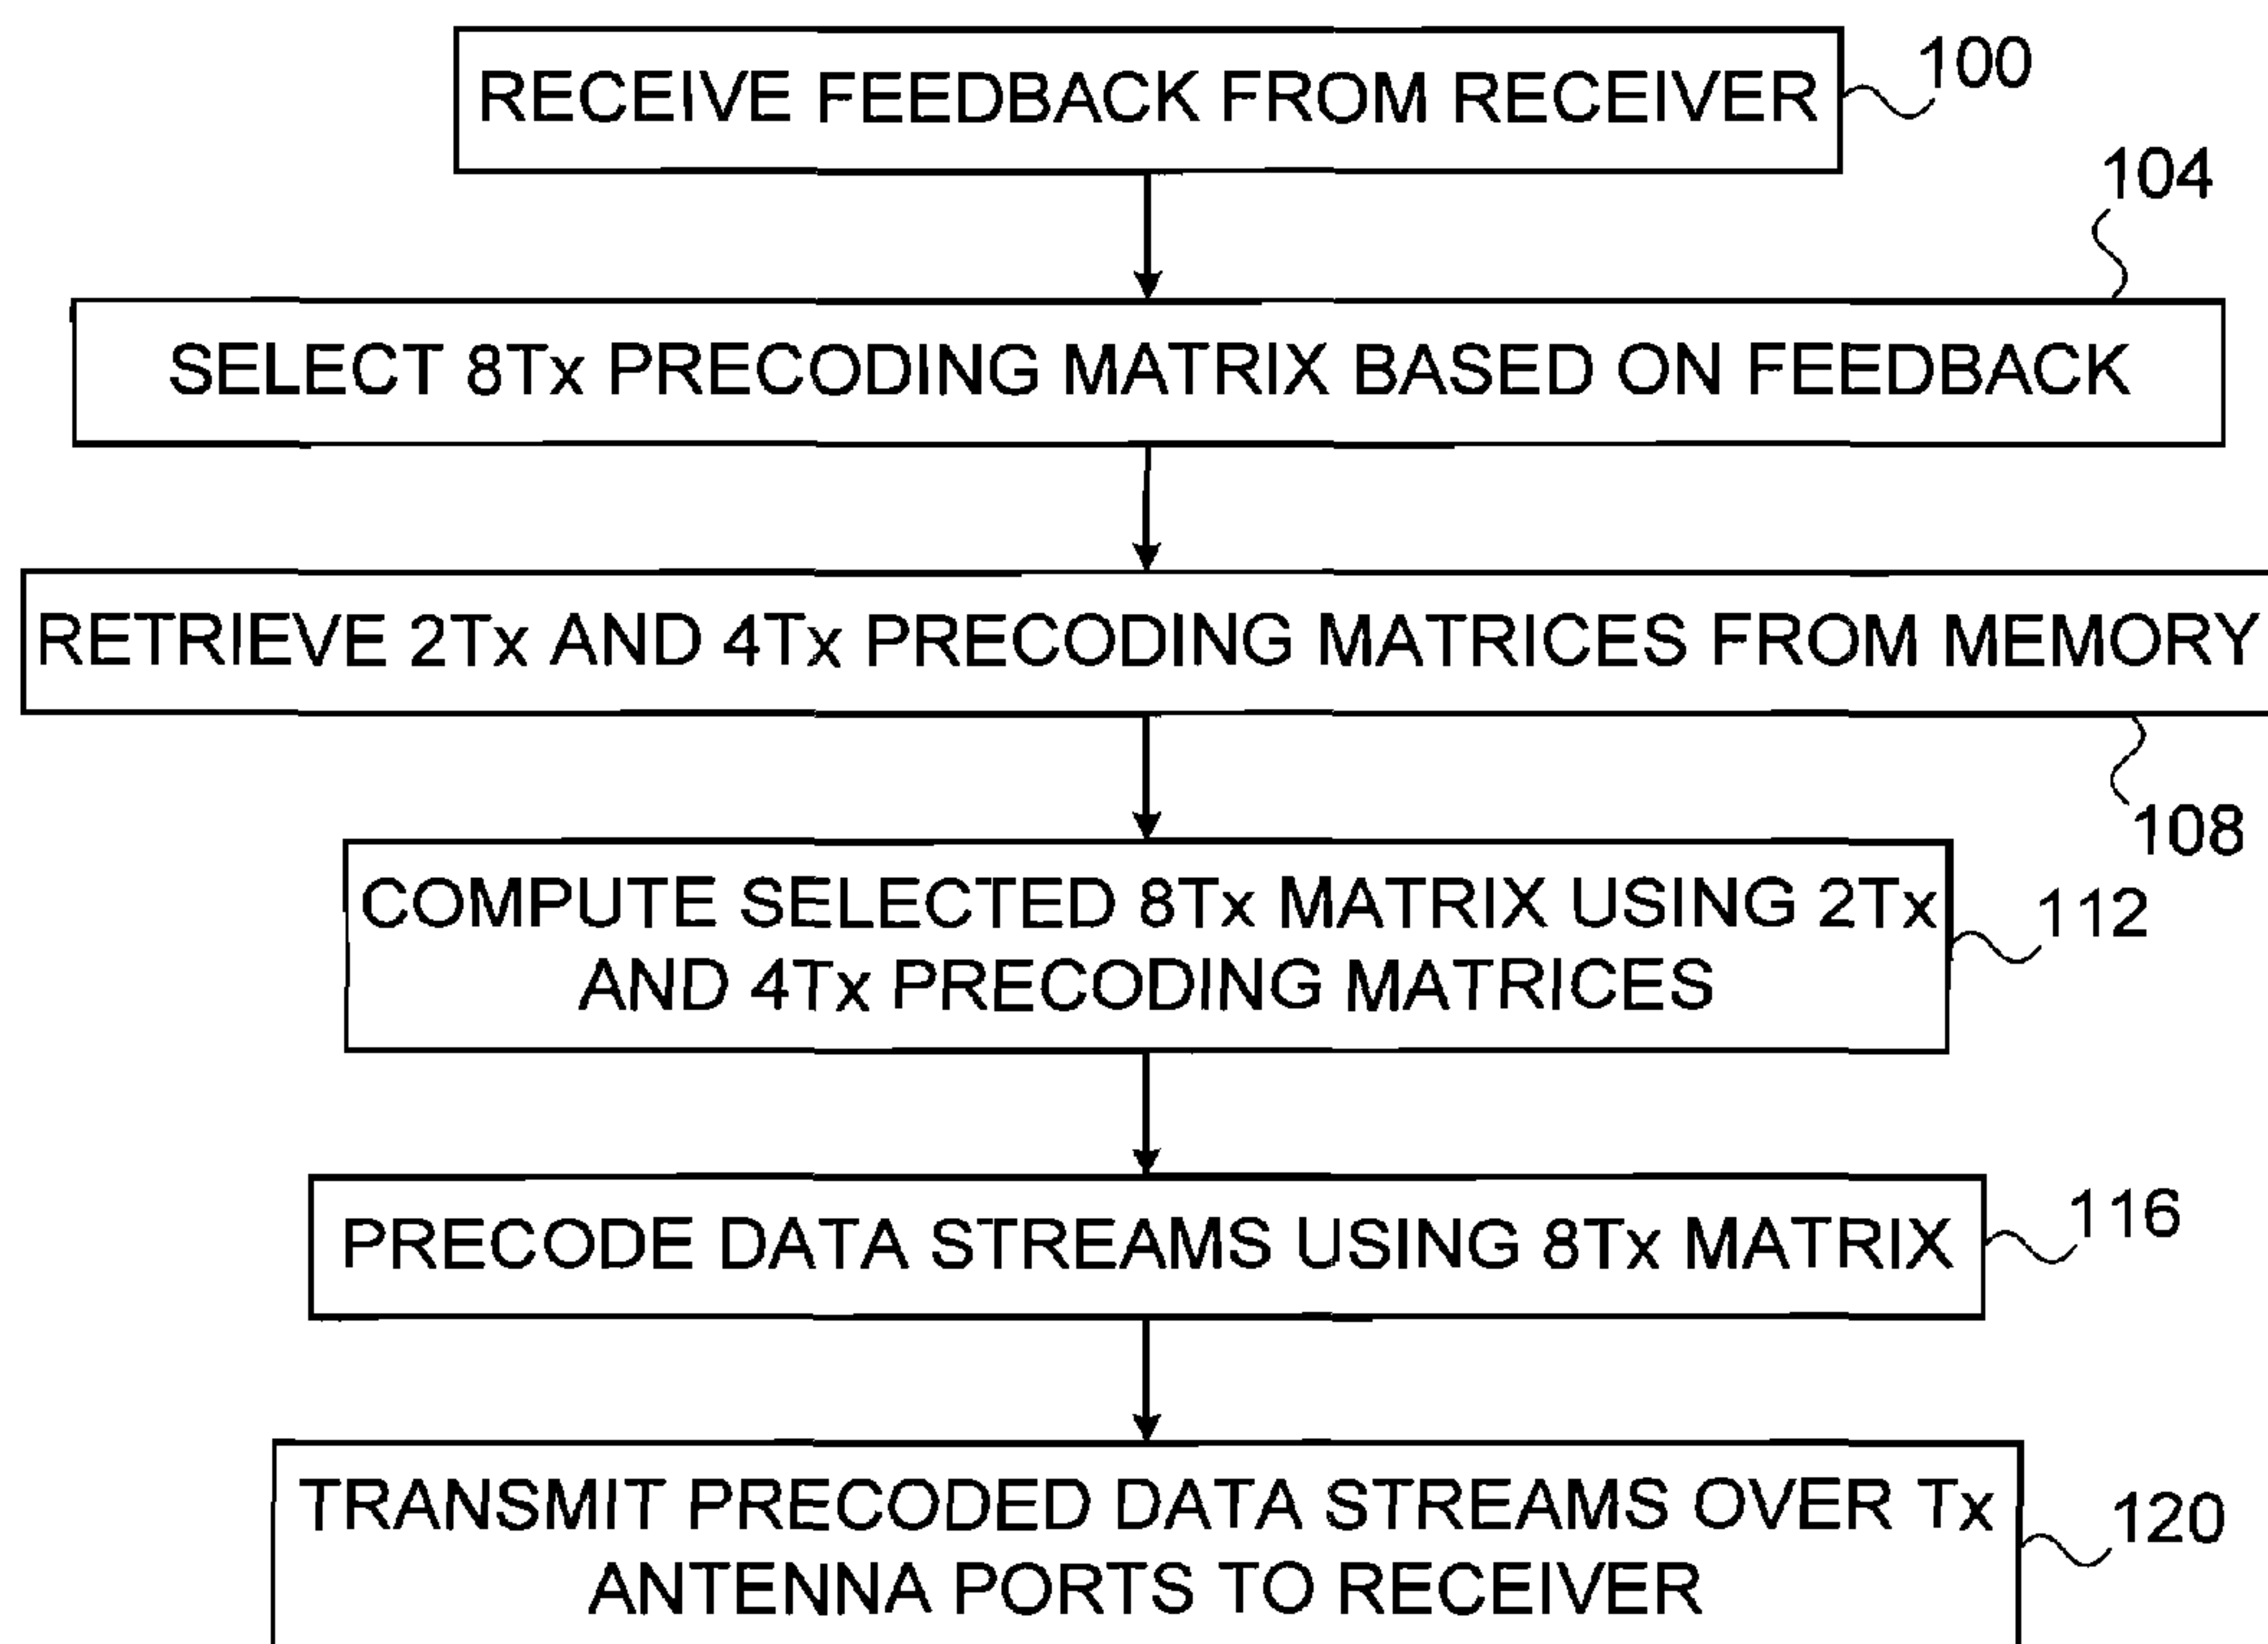 RECEIVE FEEDBACK FROM RECEIVER
100
104
SELECT 8Tx PRECODING MATRIX BASED ON FEEDBACK
RETRIEVE 2Tx AND 4Tx PRECODING MATRICES FROM MEMORY
108
COMPUTE SELECTED 8Tx MATRIX USING 2Tx
AND 4Tx PRECODING MATRICES
112
PRECODE DATA STREAMS USING 8Tx MATRIX
116
TRANSMIT PRECODED DATA STREAMS OVER Tx
ANTENNA PORTS TO RECEIVER
120